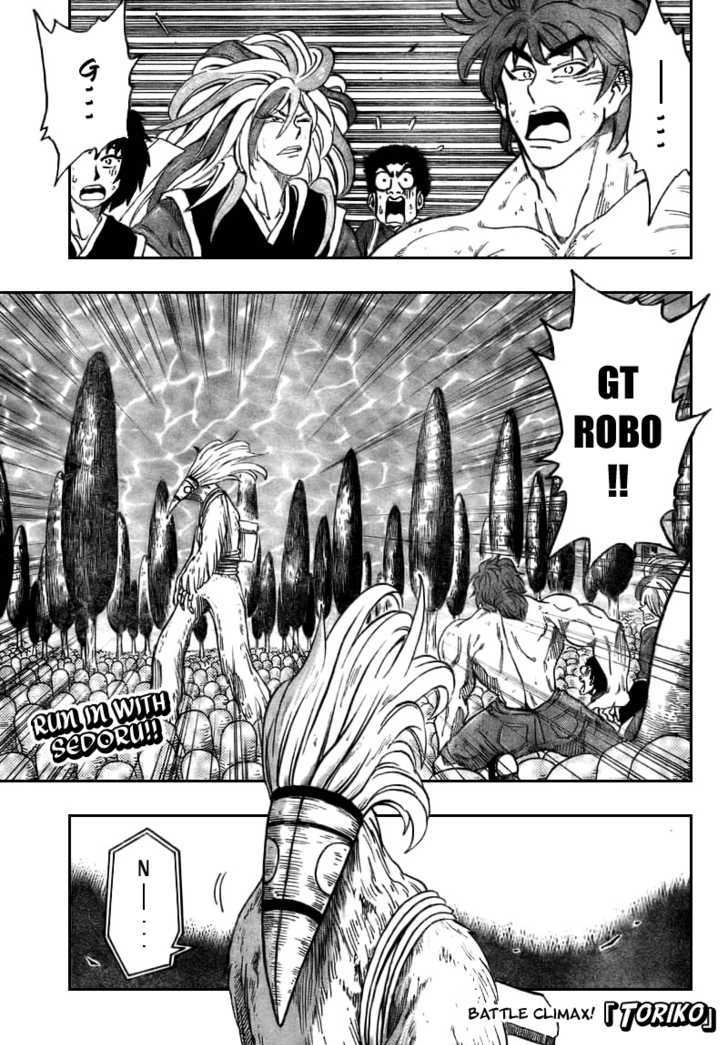 —...
G...
GT
ROBO
!!
RUN IN WITH
SEDORU!!
N
—...
BATTLE CLIMAX! 『TORIKO』